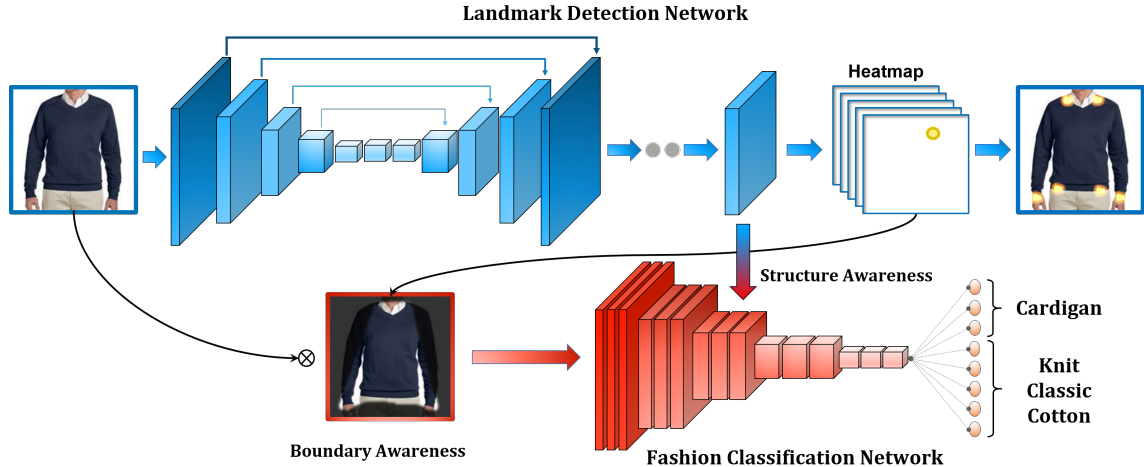 Landmark Detection Network
Heatmap
Structure Awareness
Cardigan
Knit
Classic
Cotton
Boundary Awareness
Fashion Classification Network